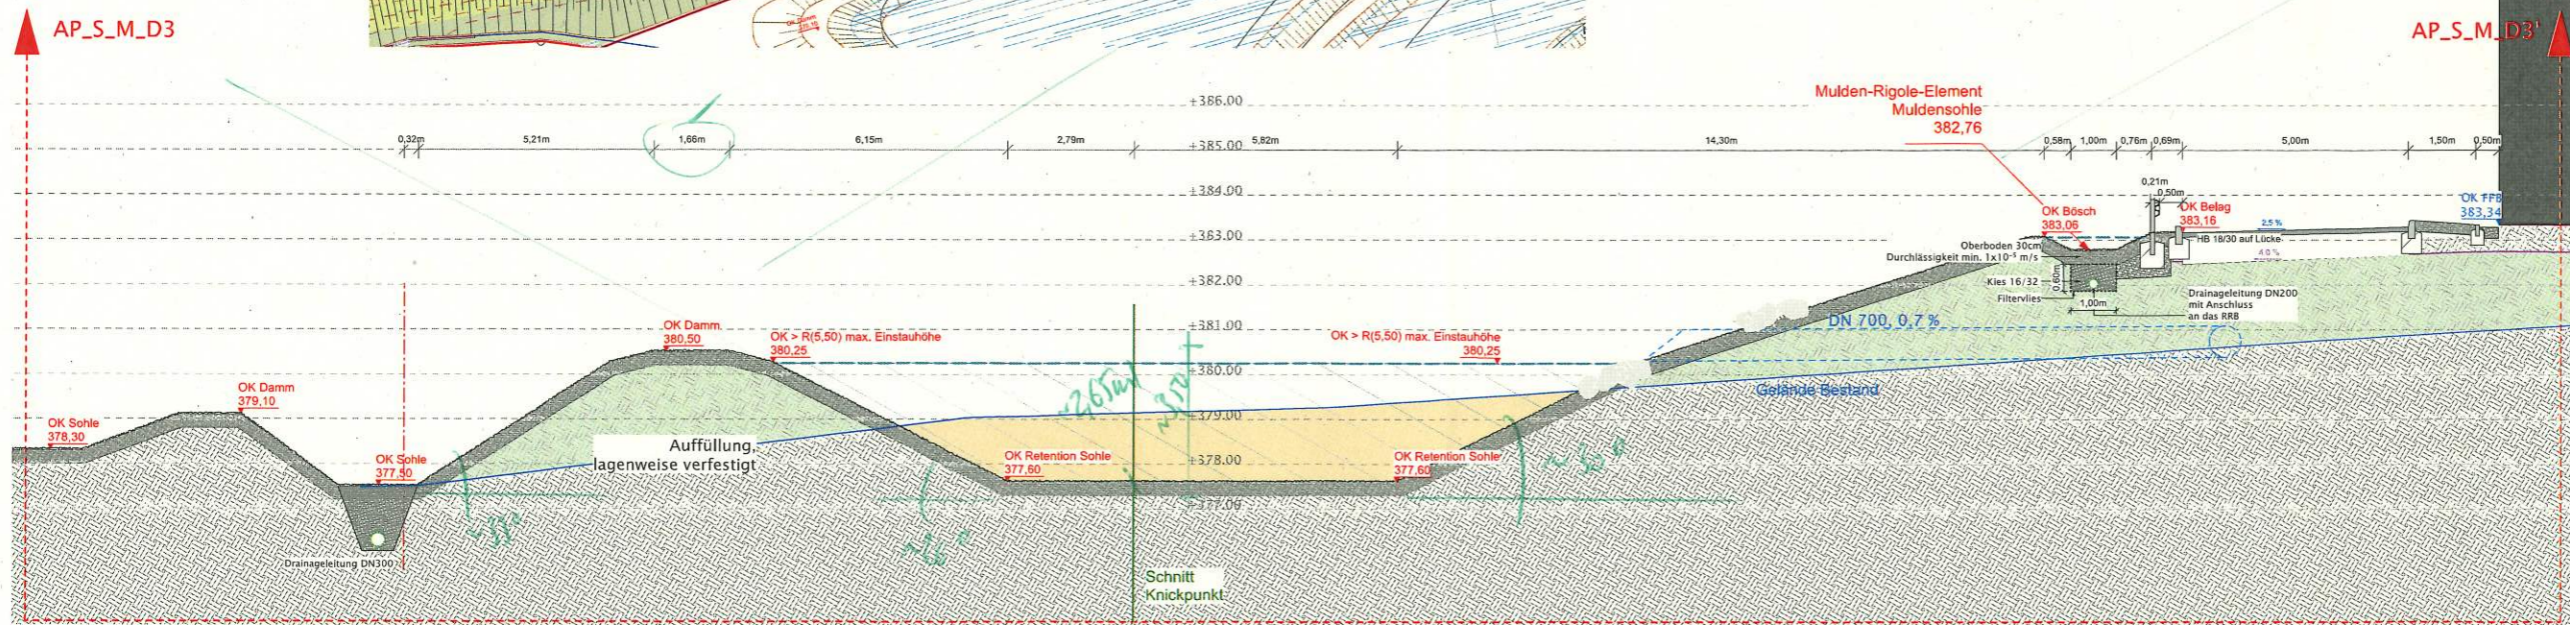 AP_S_M_D3
AP_S_M_D3'
OK Damm
+386.00
Mulden-Rigole-Element
Muldensohle
382,76
0,32m
5,21m
1,66m
6,15m
2,79m
+385.00
5,82m
14,30m
0,58m
1,00m
0,76m
0,69m
5,00m
1,50m
0,50m
+384.00
0,21m
0,50m
OK Bösch
383,06
OK Belag
383,16
2,5 %
OK FFB
383,34
+383.00
HB 18/30 auf Lücke
Oberboden 30cm
Durchlässigkeit min. 1x10⁻⁵ m/s
4,0 %
+382.00
Kies 16/32
0,60m
Filtervlies
1,00m
Drainageleitung DN200
mit Anschluss
an das RRB
+381.00
DN 700, 0,7 %
OK Damm
380,50
OK > R(5,50) max. Einstauhöhe
380,25
OK > R(5,50) max. Einstauhöhe
380,25
+380.00
~2,65m
Gelände Bestand
OK Damm
379,10
+379.00
OK Sohle
378,30
Auffüllung,
lagenweise verfestigt
OK Sohle
377,50
OK Retention Sohle
377,60
+378.00
OK Retention Sohle
377,60
~30°
+377.00
~33°
~26°
Drainageleitung DN300
Schnitt
Knickpunkt